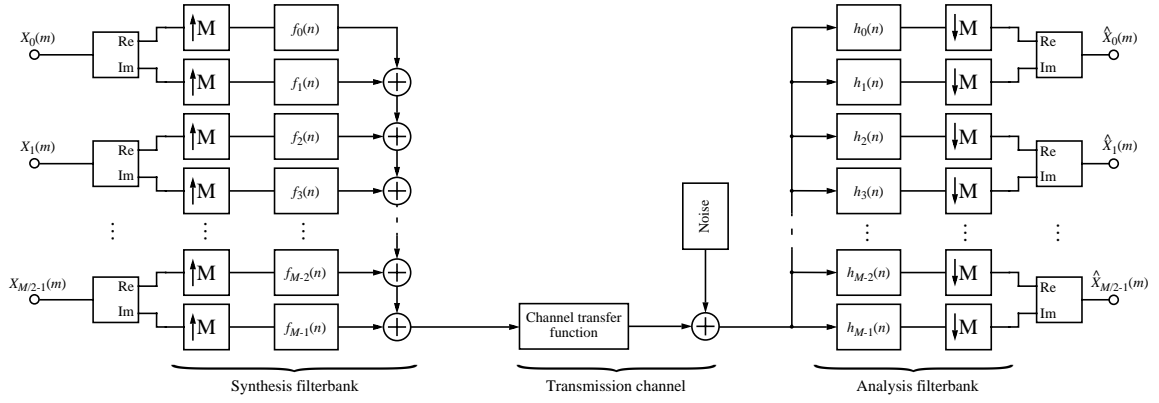 X0(m)
Re
Im
↑M
f0(n)
↑M
f1(n)
X1(m)
Re
Im
↑M
f2(n)
↑M
f3(n)
XM/2-1(m)
Re
Im
↑M
fM-2(n)
↑M
fM-1(n)
Synthesis filterbank
Channel transfer
function
Noise
Transmission channel
h0(n)
↓M
h1(n)
↓M
Re
Im
X̂0(m)
h2(n)
↓M
h3(n)
↓M
Re
Im
X̂1(m)
hM-2(n)
↓M
hM-1(n)
↓M
Re
Im
X̂M/2-1(m)
Analysis filterbank